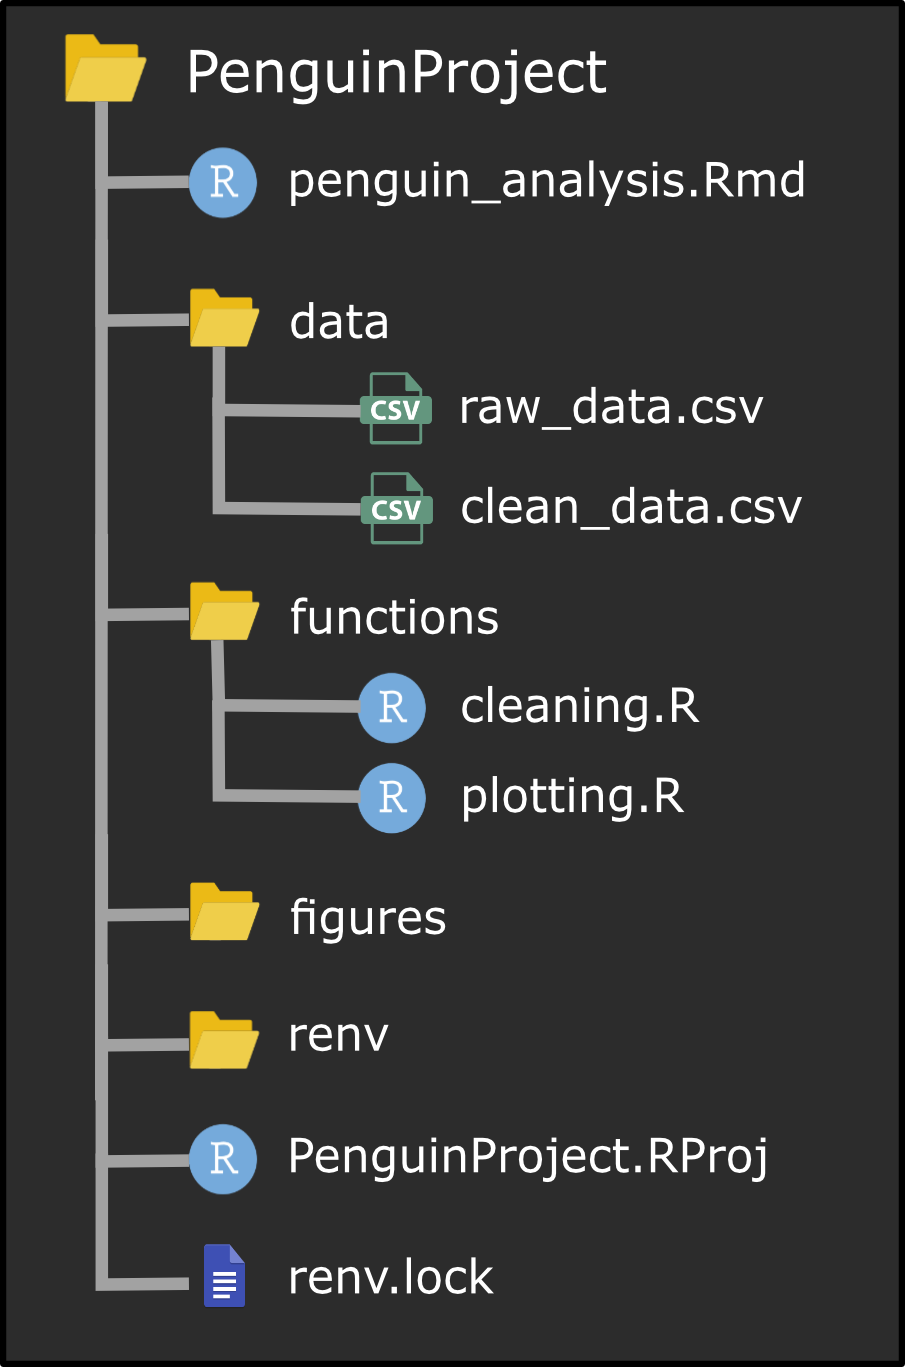 PenguinProject
R penguin_analysis.Rmd
data
CSV raw_data.csv
CSV clean_data.csv
functions
R cleaning.R
R plotting.R
figures
renv
R PenguinProject.RProj
renv.lock